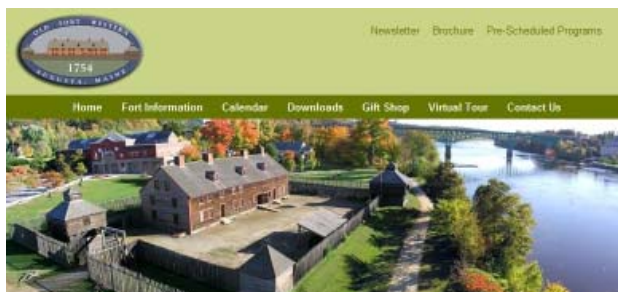 OLD FORT WESTERN
1754
AUGUSTA, MAINE
Newsletter Brochure Pre-Scheduled Programs
Home Fort Information Calendar Downloads Gift Shop Virtual Tour Contact Us